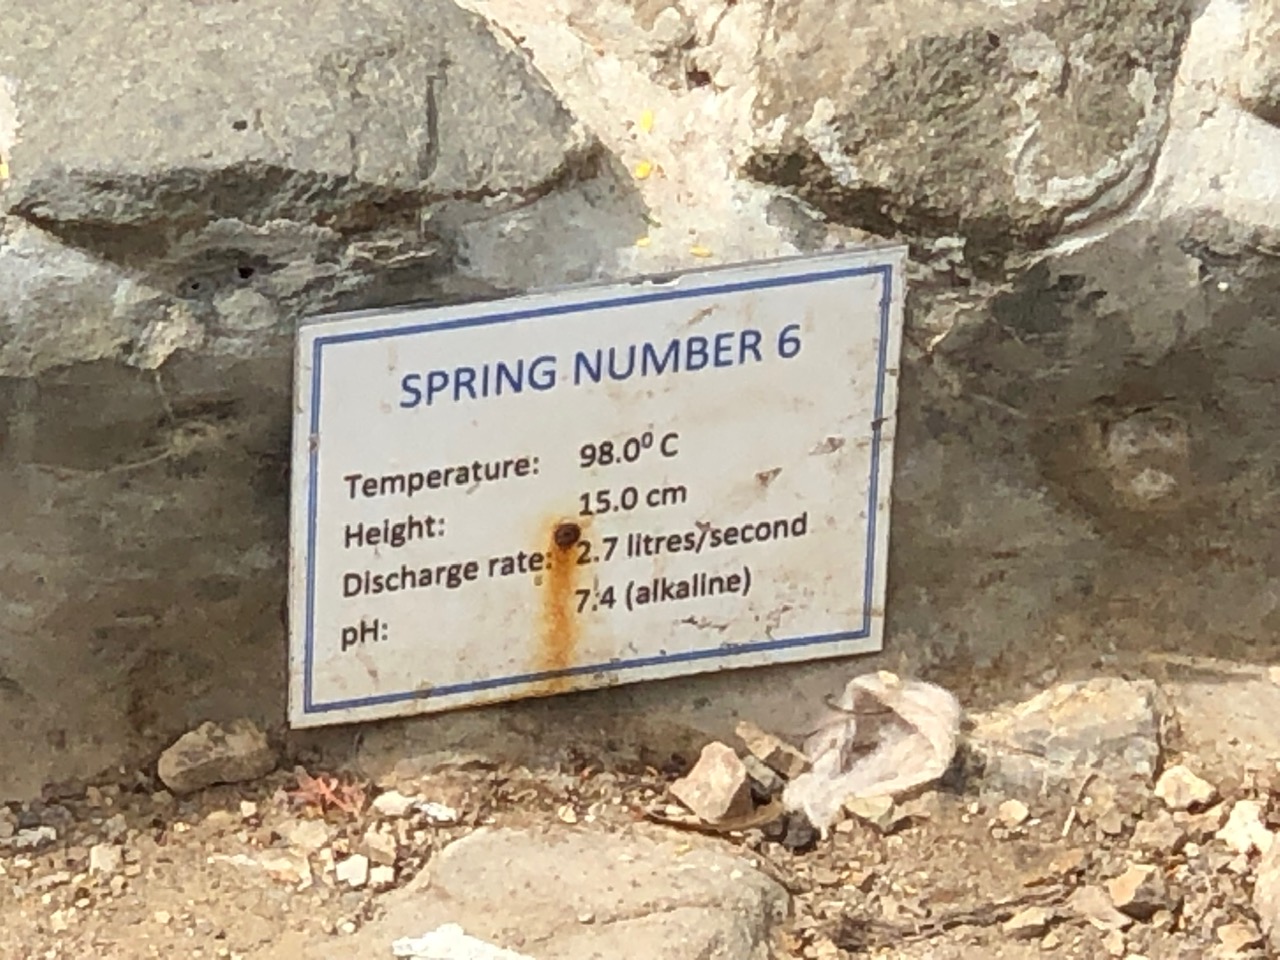 SPRING NUMBER 6
Temperature: 98.0⁰ C
Height: 15.0 cm
Discharge rate: 2.7 litres/second
pH: 7.4 (alkaline)